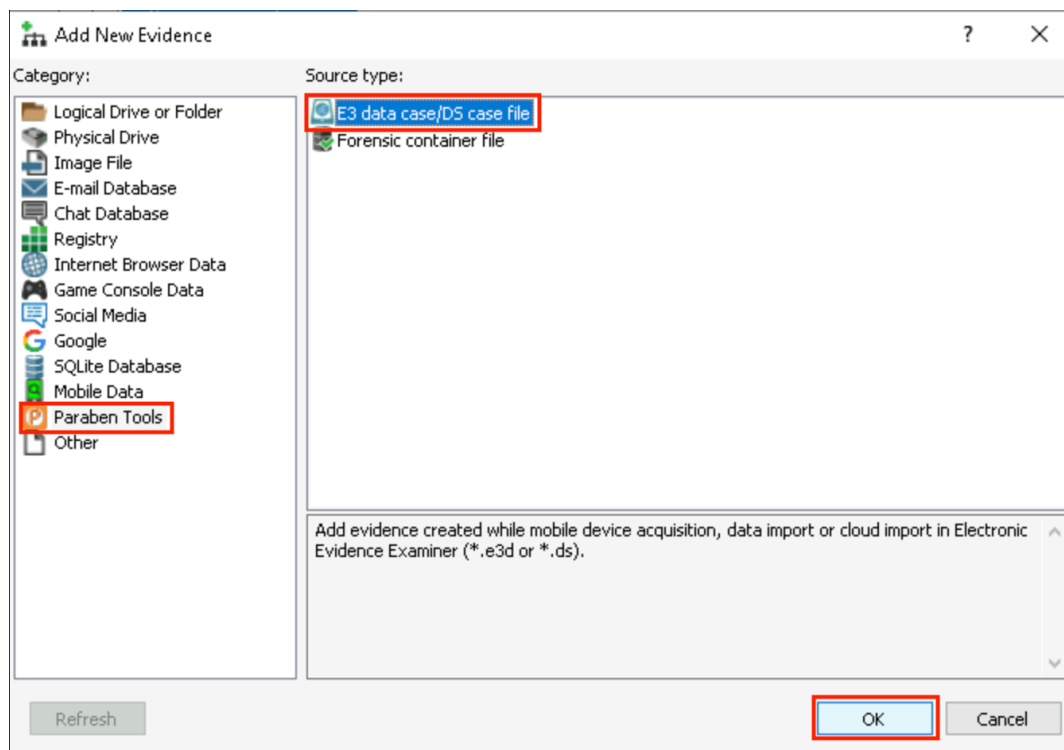 Add New Evidence
Category:
Source type:
Logical Drive or Folder
Physical Drive
Image File
E-mail Database
Chat Database
Registry
Internet Browser Data
Game Console Data
Social Media
Google
SQLite Database
Mobile Data
Paraben Tools
Other
E3 data case/DS case file
Forensic container file
Add evidence created while mobile device acquisition, data import or cloud import in Electronic
Evidence Examiner (*.e3d or *.ds).
Refresh
OK
Cancel